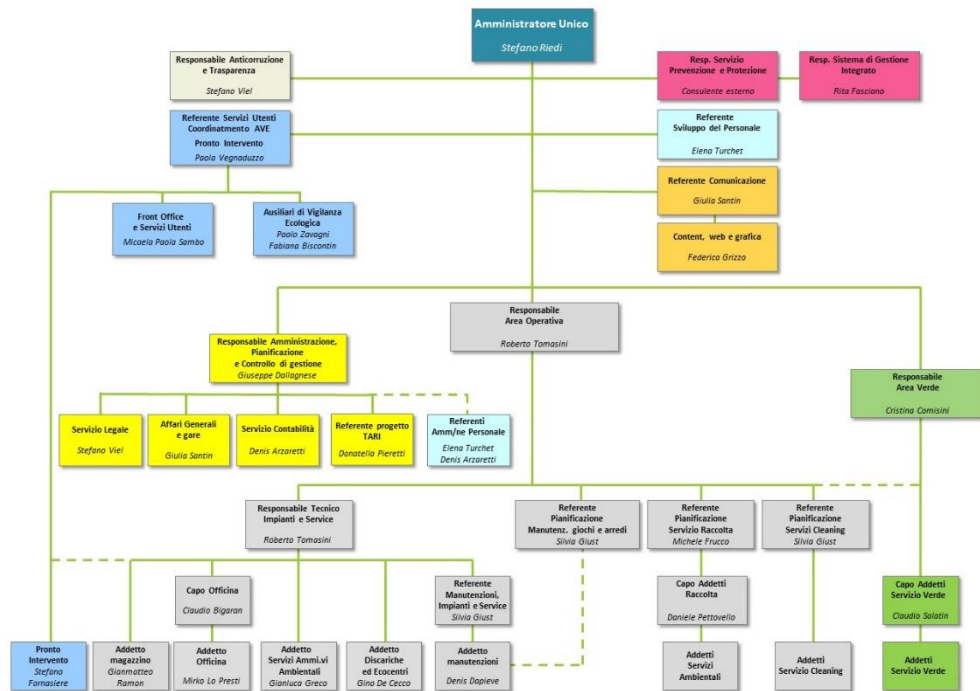 Amministratore Unico
Stefano Riedi
Responsabile Anticorruzione
e Trasparenza
Stefano Viel
Resp. Servizio
Prevenzione e Protezione
Consulente esterno
Resp. Sistema di Gestione
Integrato
Rita Fasciano
Referente Servizi Utenti
Coordinatmento AVE
Pronto Intervento
Paola Vegnaduzzo
Referente
Sviluppo del Personale
Elena Turchet
Front Office
e Servizi Utenti
Micaela Paola Sambo
Ausiliari di Vigilanza
Ecologica
Paolo Zavagni
Fabiana Biscontin
Referente Comunicazione
Giulia Santin
Content, web e grafica
Federica Grizzo
Responsabile Amministrazione,
Pianificazione
e Controllo di gestione
Giuseppe Dallagnese
Responsabile
Area Operativa
Roberto Tomasini
Responsabile
Area Verde
Cristina Comisini
Servizio Legale
Stefano Viel
Affari Generali
e gare
Giulia Santin
Servizio Contabilità
Denis Arzaretti
Referente progetto
TARI
Donatella Pieretti
Referenti
Amm/ne Personale
Elena Turchet
Denis Arzaretti
Responsabile Tecnico
Impianti e Service
Roberto Tomasini
Referente
Pianificazione
Manutenz. giochi e arredi
Silvia Giust
Referente
Pianificazione
Servizio Raccolta
Michele Frucco
Referente
Pianificazione
Servizi Cleaning
Silvia Giust
Capo Officina
Claudio Bigaran
Referente
Manutenzioni,
Impianti e Service
Silvia Giust
Capo Addetti
Raccolta
Daniele Pettovello
Capo Addetti
Servizio Verde
Claudio Salatin
Pronto
Intervento
Stefano
Fornasiere
Addetto
magazzino
Gianmatteo
Ramon
Addetto
Officina
Mirko Lo Presti
Addetto
Servizi Ammi.vi
Ambientali
Gianluca Greco
Addetto
Discariche
ed Ecocentri
Gino De Cecco
Addetto
manutenzioni
Denis Dapieve
Addetti
Servizi
Ambientali
Addetti
Servizio Cleaning
Addetti
Servizio Verde